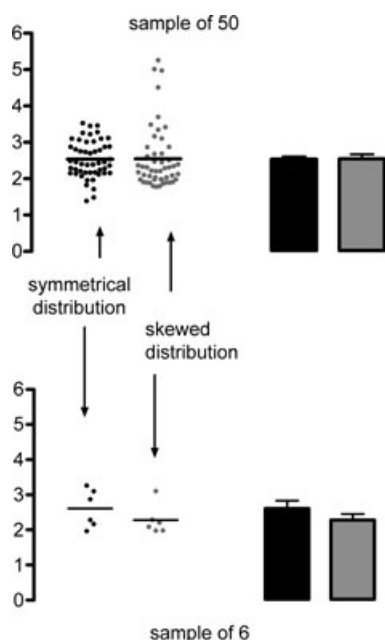 sample of 50
6
5
4
3
2
1
0
symmetrical
distribution
skewed
distribution
6
5
4
3
2
1
0
sample of 6